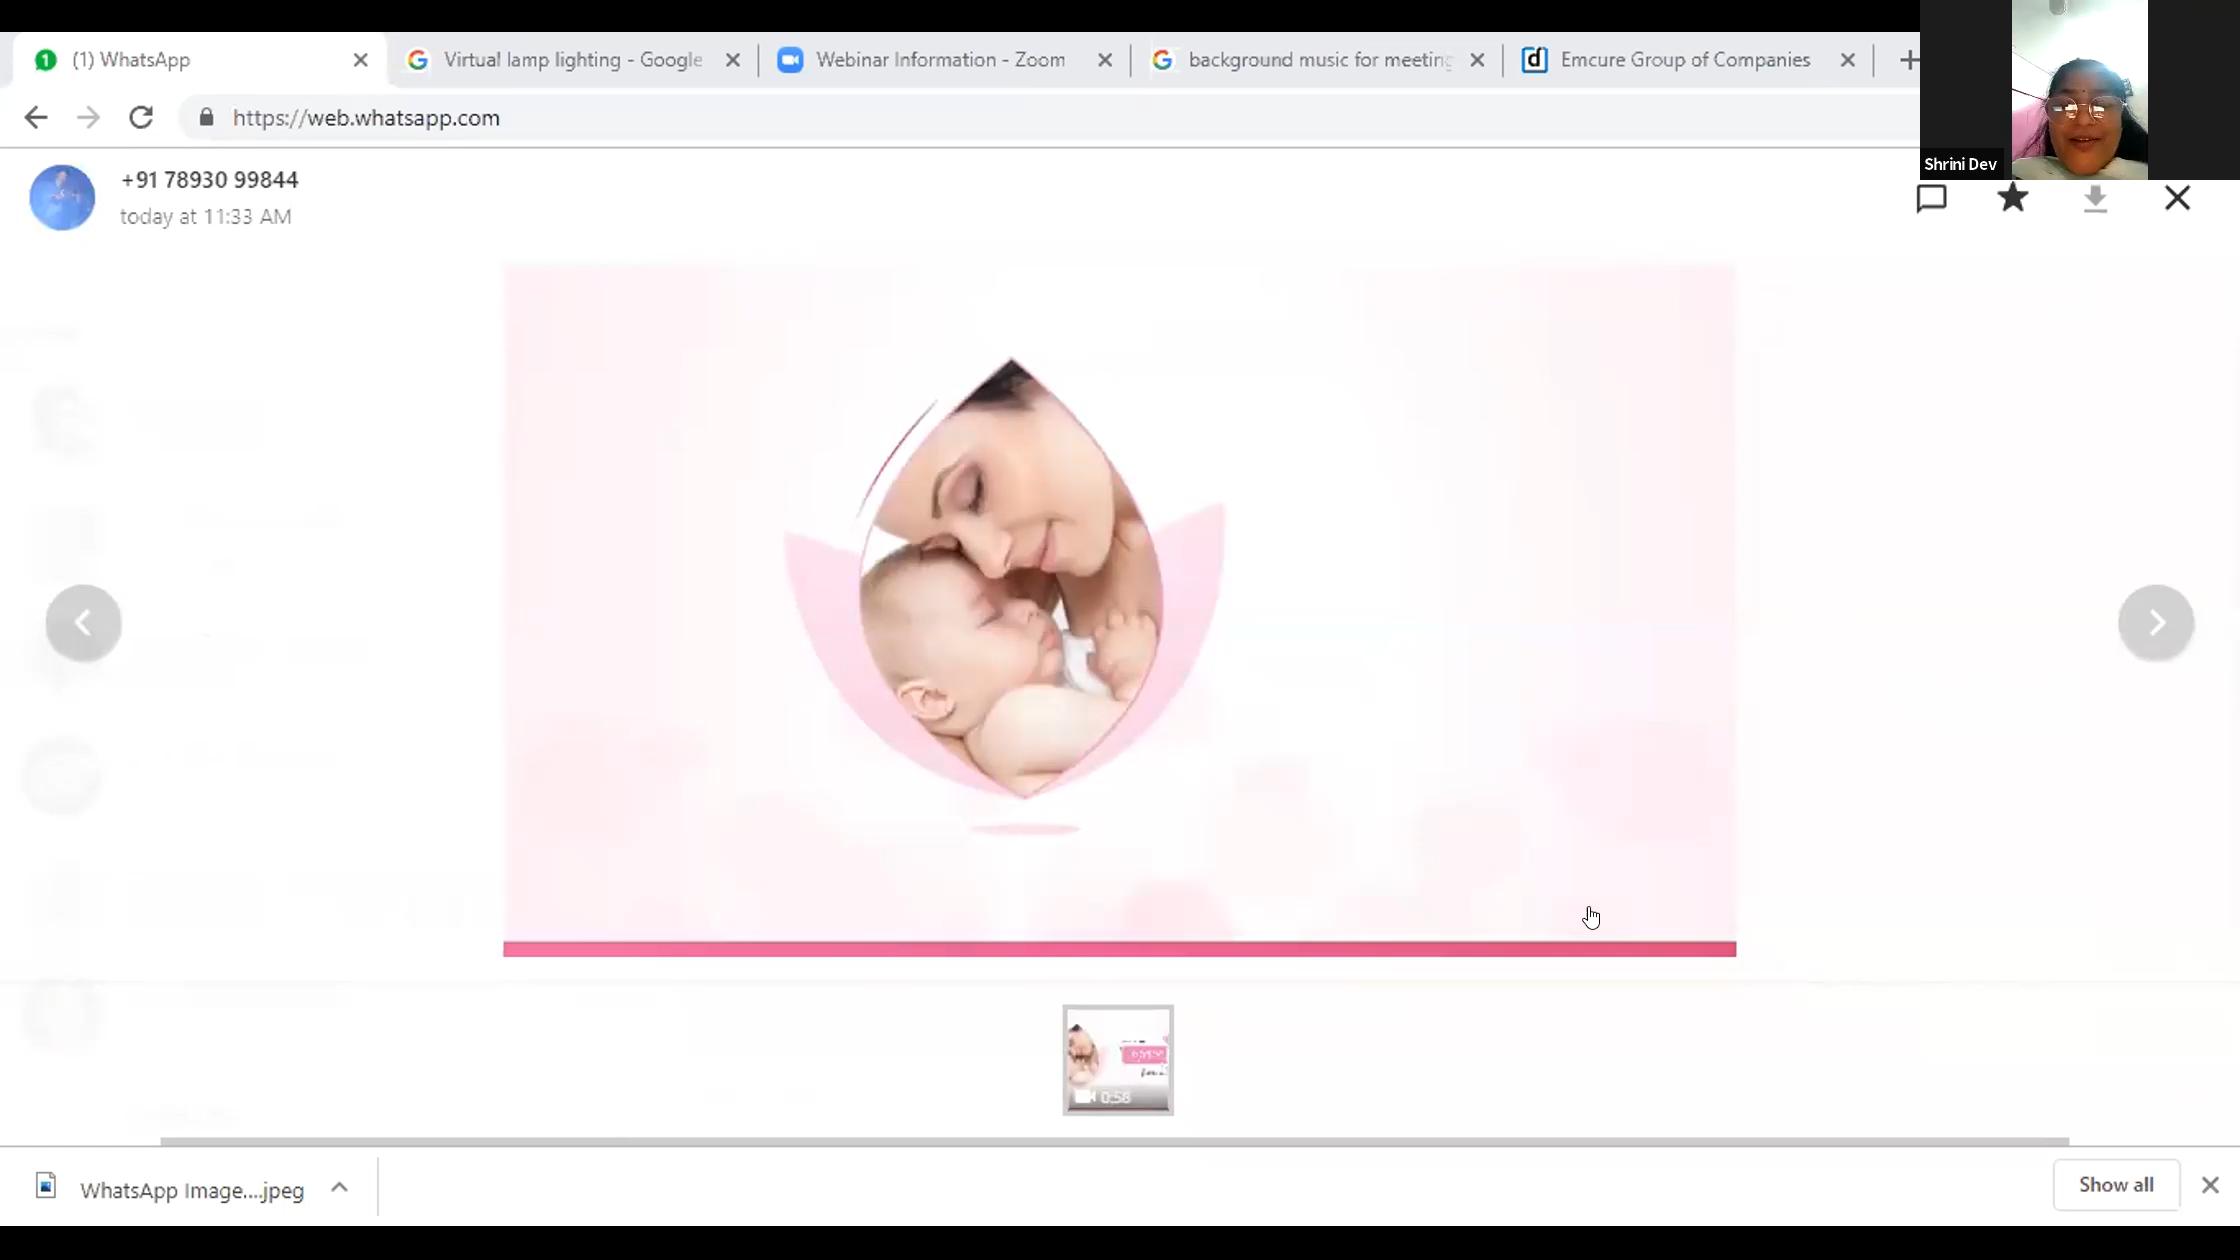 (1) WhatsApp
Virtual lamp lighting - Google
Webinar Information - Zoom
background music for meeting
Emcure Group of Companies
https://web.whatsapp.com
Shrini Dev
+91 78930 99844
today at 11:33 AM
0:58
WhatsApp Image....jpeg
Show all